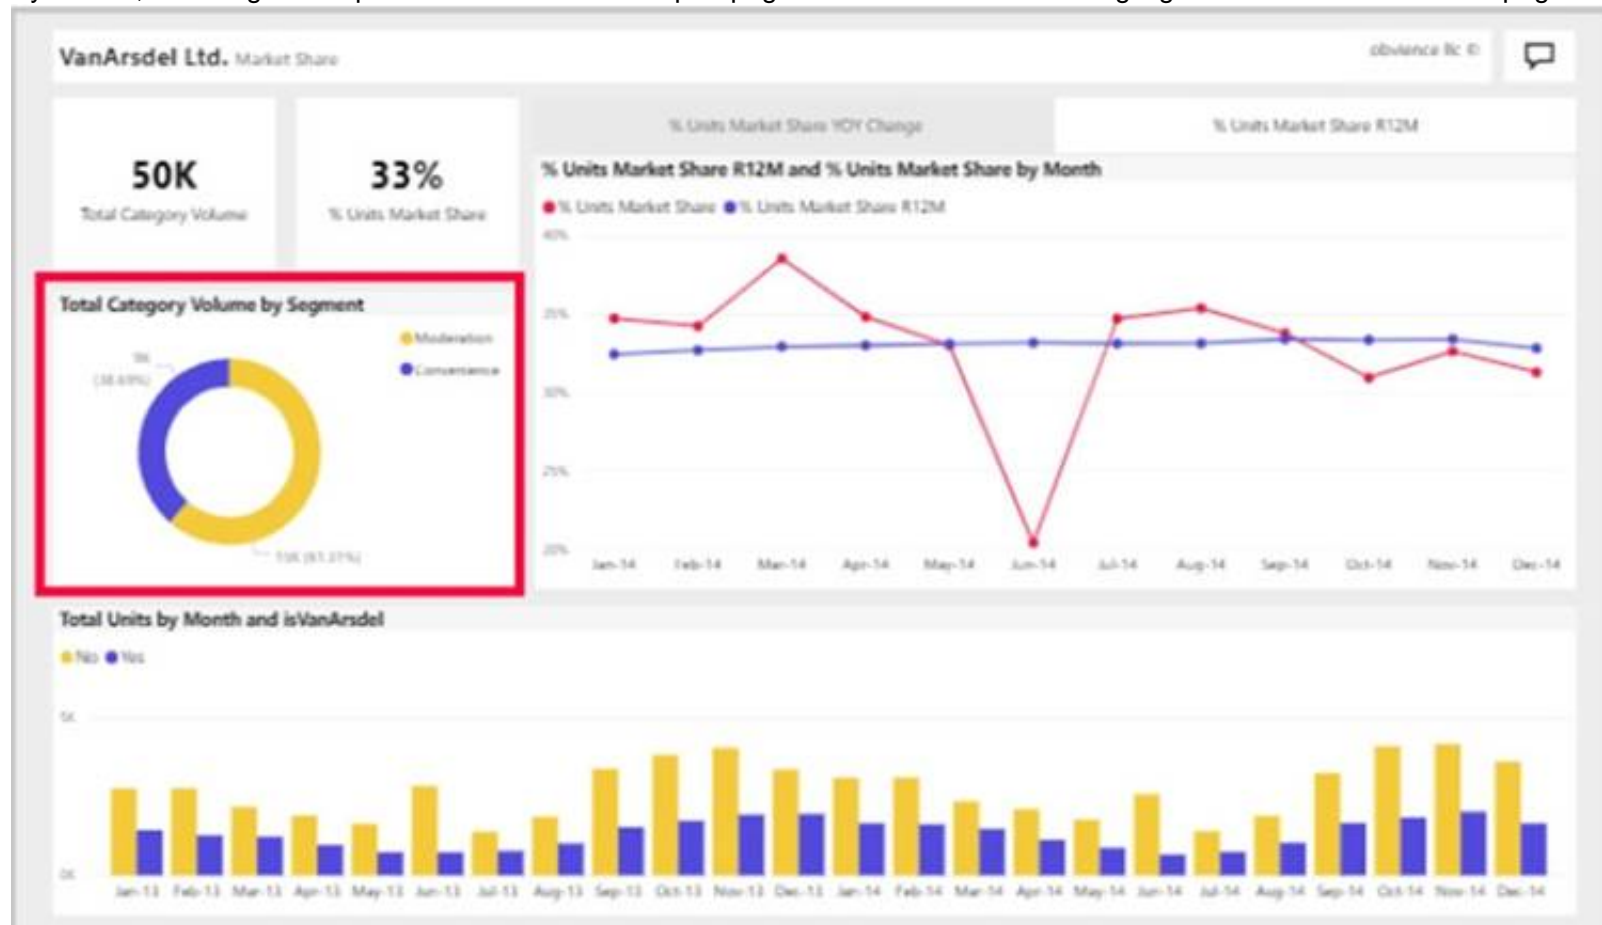 VanArsdel Ltd. Market Share
obvience llc ©
50K
Total Category Volume
33%
% Units Market Share
% Units Market Share YOY Change
% Units Market Share R12M
% Units Market Share R12M and % Units Market Share by Month
% Units Market Share % Units Market Share R12M
40%
35%
30%
25%
20%
Jan-14 Feb-14 Mar-14 Apr-14 May-14 Jun-14 Jul-14 Aug-14 Sep-14 Oct-14 Nov-14 Dec-14
Total Category Volume by Segment
Moderation
Convenience
(38.69%)
(61.31%)
Total Units by Month and isVanArsdel
No Yes
5K
0K
Jan-13 Feb-13 Mar-13 Apr-13 May-13 Jun-13 Jul-13 Aug-13 Sep-13 Oct-13 Nov-13 Dec-13 Jan-14 Feb-14 Mar-14 Apr-14 May-14 Jun-14 Jul-14 Aug-14 Sep-14 Oct-14 Nov-14 Dec-14